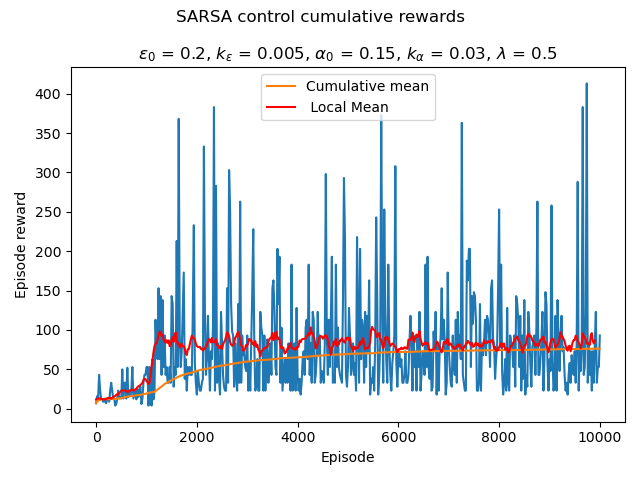 SARSA control cumulative rewards
ε₀ = 0.2, kε = 0.005, α₀ = 0.15, kα = 0.03, λ = 0.5
Cumulative mean
Local Mean
400
350
300
250
200
150
100
50
0
Episode reward
0 2000 4000 6000 8000 10000
Episode